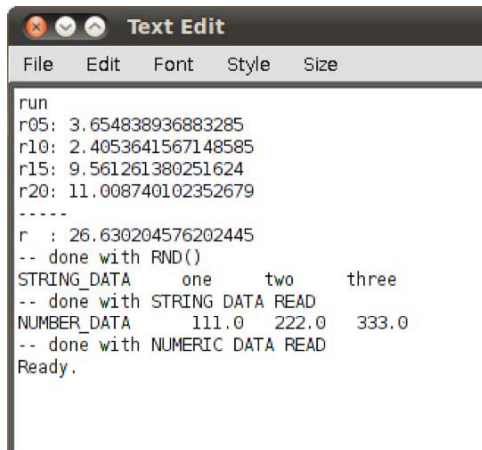 Text Edit
File Edit Font Style Size
run
r05: 3.654838936883285
r10: 2.4053641567148585
r15: 9.561261380251624
r20: 11.008740102352679
-----
r  : 26.630204576202445
-- done with RND()
STRING_DATA     one      two      three
-- done with STRING DATA READ
NUMBER_DATA      111.0   222.0   333.0
-- done with NUMERIC DATA READ
Ready.